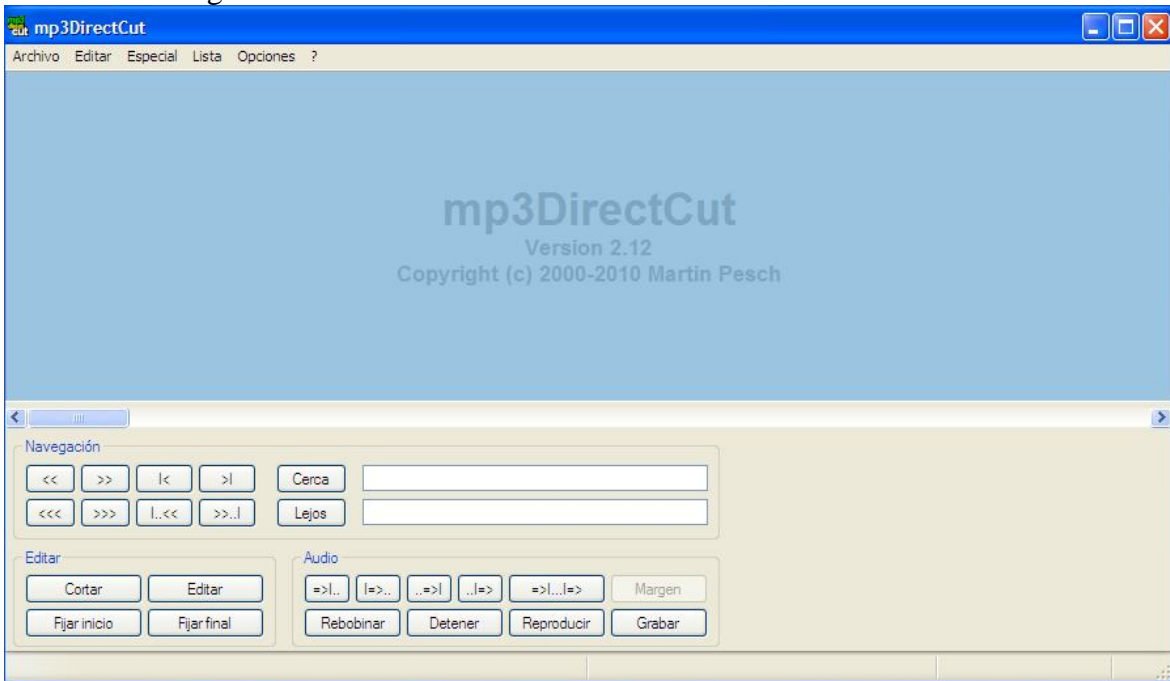 mp3DirectCut
Archivo Editar Especial Lista Opciones ?
mp3DirectCut
Version 2.12
Copyright (c) 2000-2010 Martin Pesch
Navegación
<< >> |< >| Cerca
<<< >>> |..<< >>..| Lejos
Editar Audio
Cortar Editar =>|.. |=>.. ..=>| ..|=> =>|...|=> Margen
Fijar inicio Fijar final Rebobinar Detener Reproducir Grabar